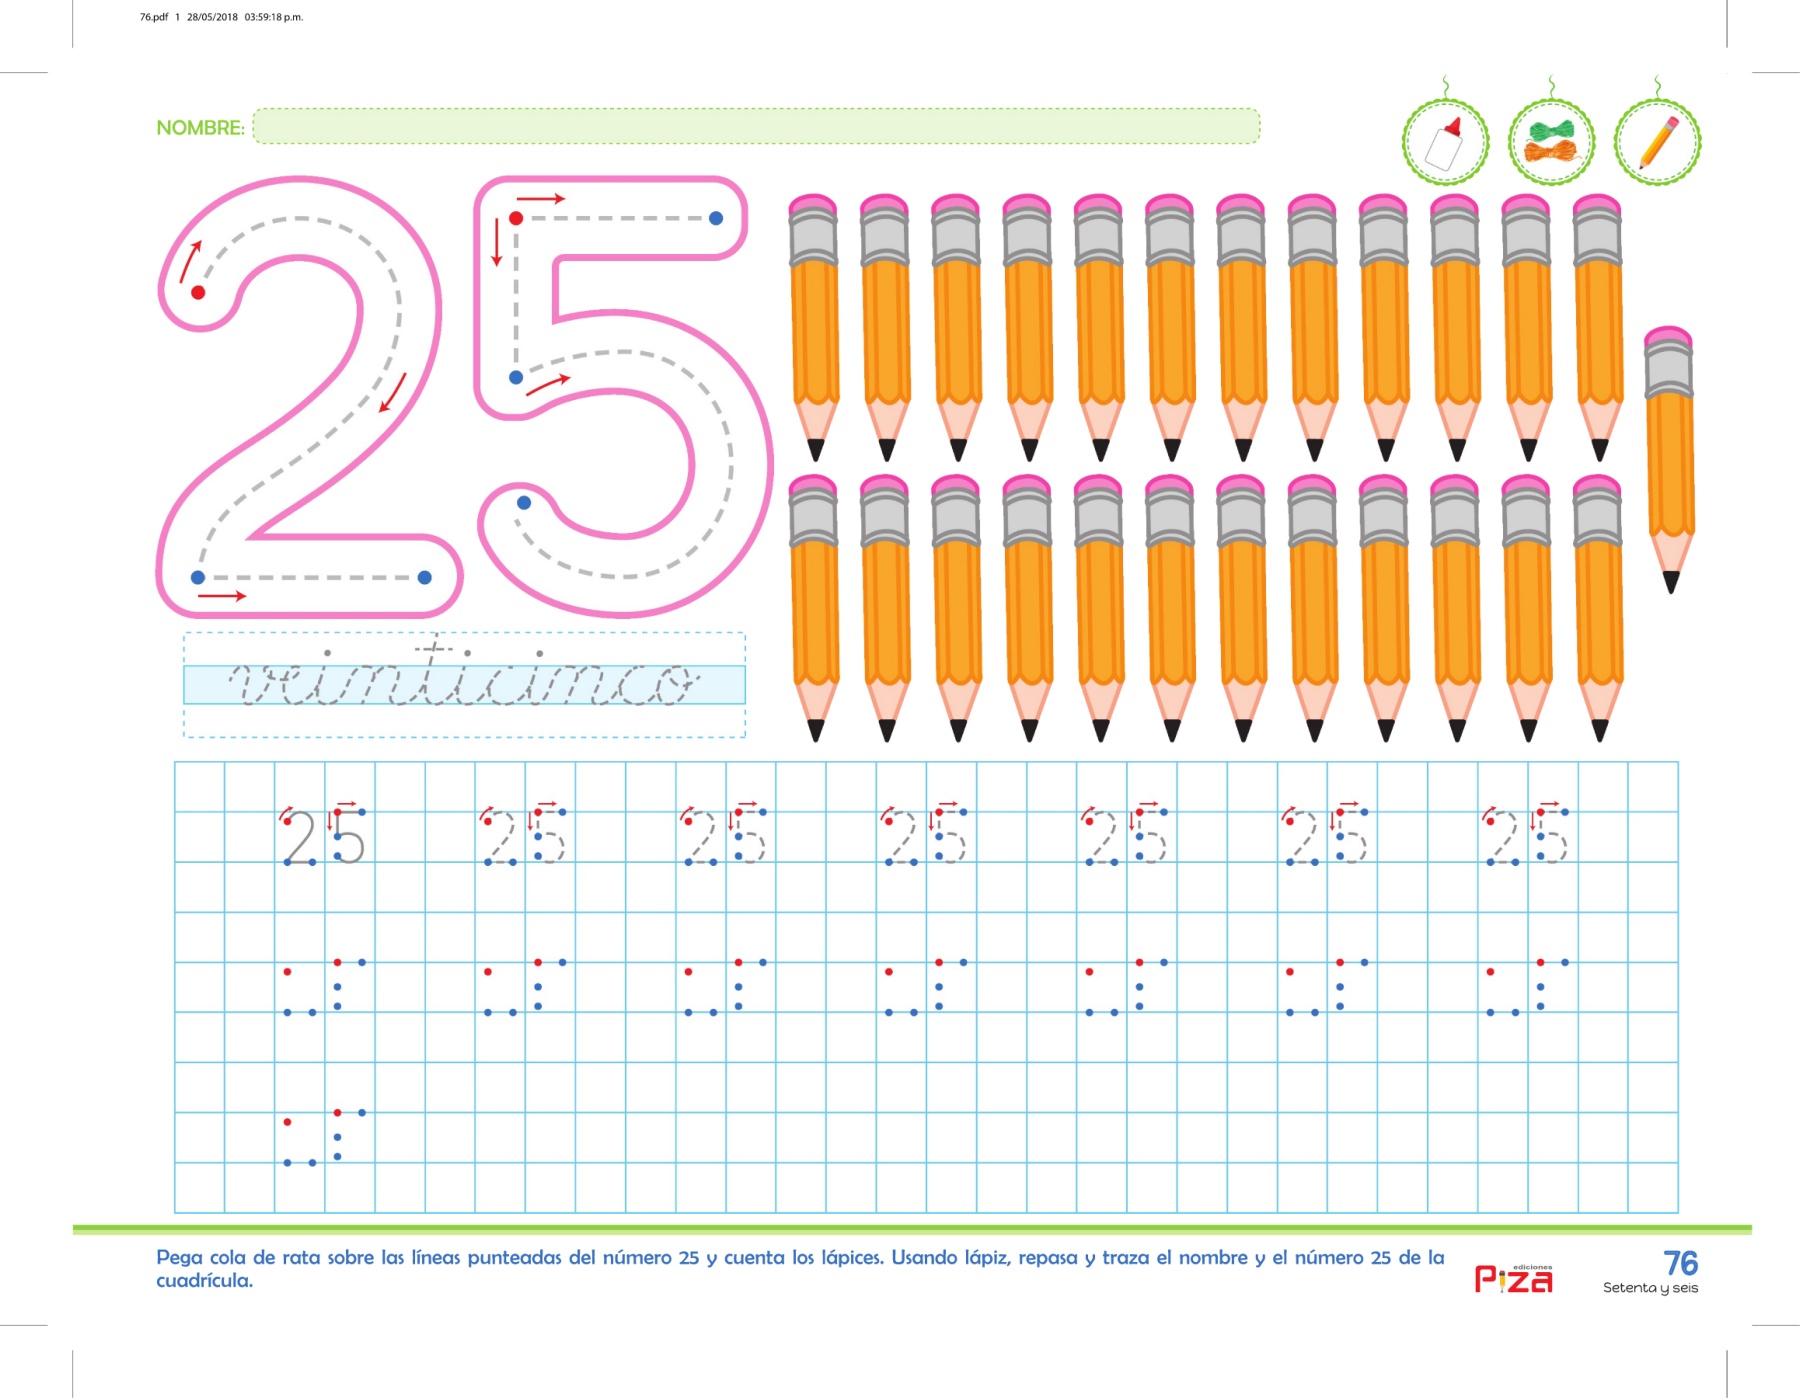 76.pdf 1 28/05/2018 03:59:18 p.m.
NOMBRE:
25
veinticinco
25 25 25 25 25 25 25
Pega cola de rata sobre las líneas punteadas del número 25 y cuenta los lápices. Usando lápiz, repasa y traza el nombre y el número 25 de la
cuadrícula.
ediciones
Piza
76
Setenta y seis